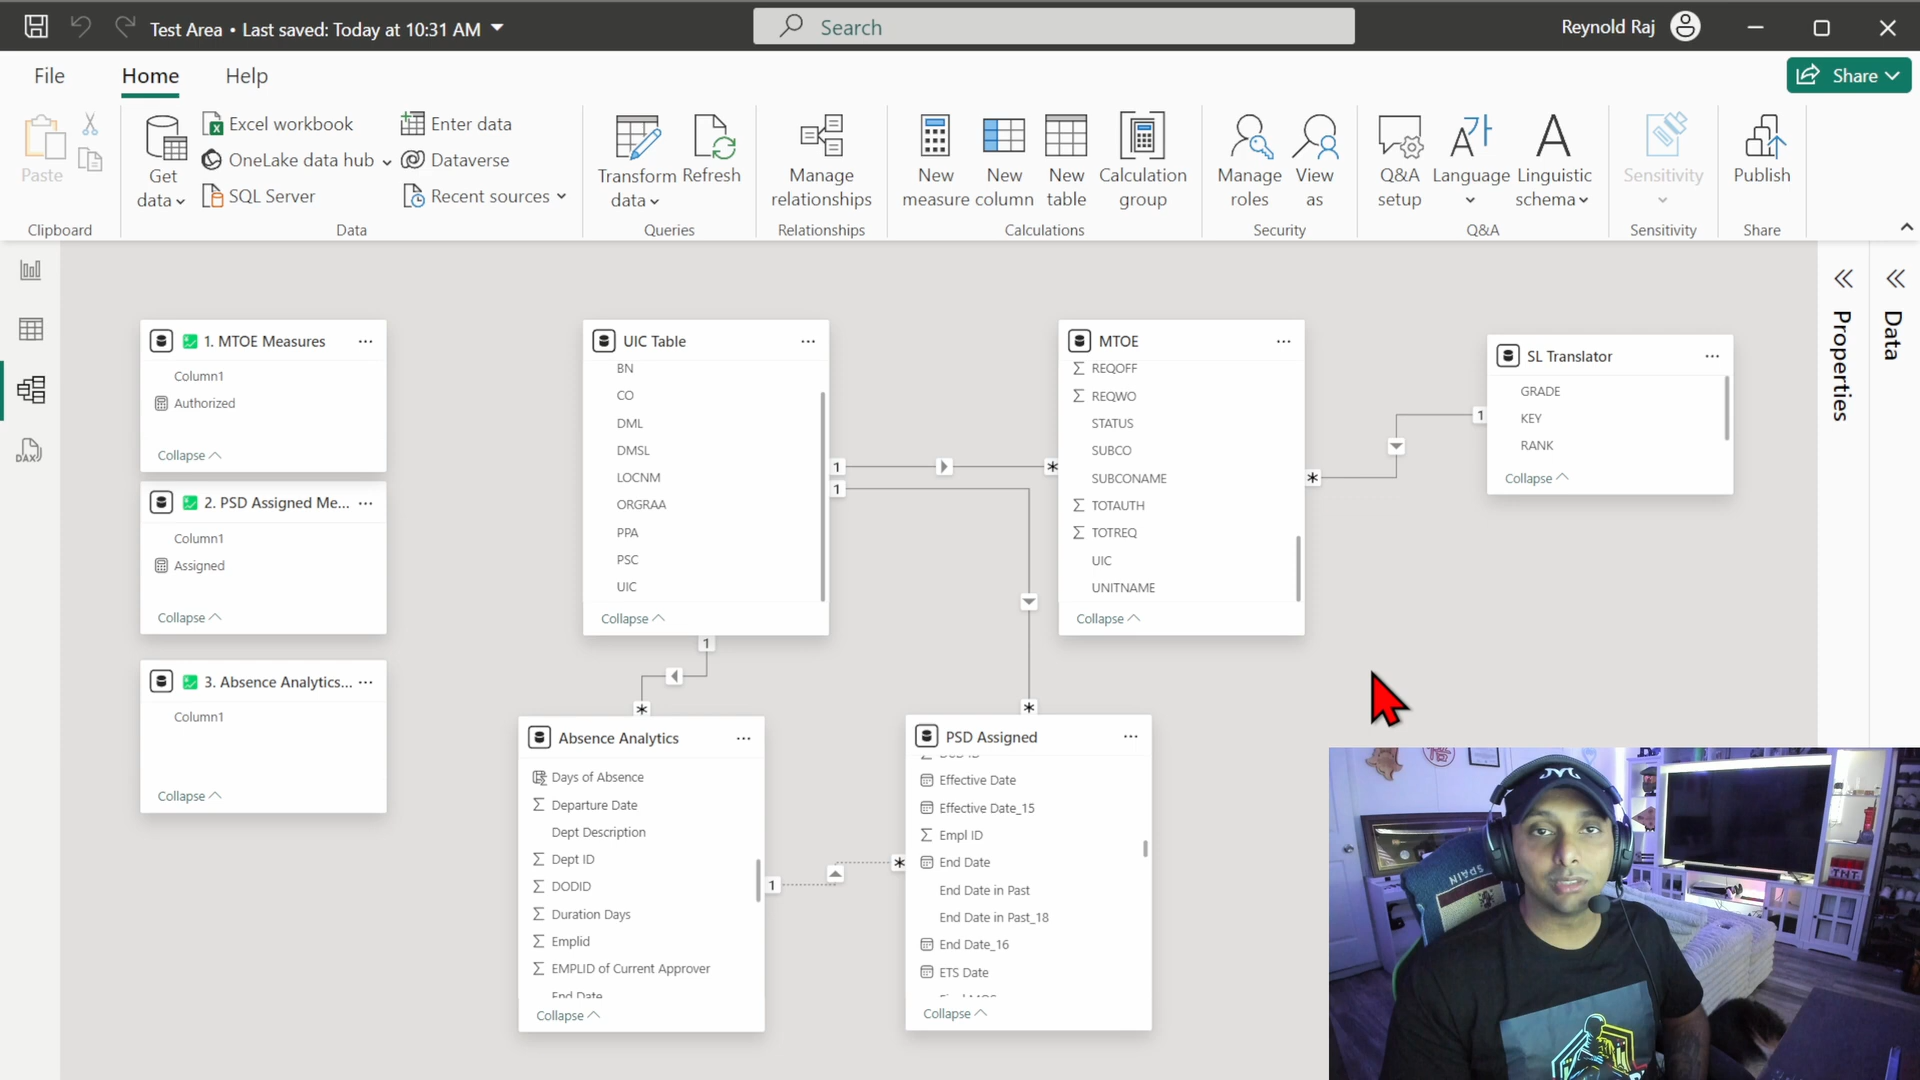 Test Area • Last saved: Today at 10:31 AM
Search
Reynold Raj
File
Home
Help
Share
Paste
Clipboard
Get data
Excel workbook
OneLake data hub
SQL Server
Enter data
Dataverse
Recent sources
Data
Transform data
Refresh
Queries
Manage relationships
Relationships
New measure
New column
New table
Calculation group
Calculations
Manage roles
View as
Security
Q&A setup
Language
Linguistic schema
Q&A
Sensitivity
Sensitivity
Publish
Share
DAX
Properties
Data
1. MTOE Measures
Column1
Authorized
Collapse
2. PSD Assigned Me...
Column1
Assigned
Collapse
3. Absence Analytics...
Column1
Collapse
UIC Table
BN
CO
DML
DMSL
LOCNM
ORGRAA
PPA
PSC
UIC
Collapse
1
1
1
*
*
*
MTOE
REQOFF
REQWO
STATUS
SUBCO
SUBCONAME
TOTAUTH
TOTREQ
UIC
UNITNAME
Collapse
*
1
SL Translator
GRADE
KEY
RANK
Collapse
Absence Analytics
Days of Absence
Departure Date
Dept Description
Dept ID
DODID
Duration Days
Emplid
EMPLID of Current Approver
End Date
Collapse
1
*
PSD Assigned
Effective Date
Effective Date_15
Empl ID
End Date
End Date in Past
End Date in Past_18
End Date_16
ETS Date
Collapse
SPAIN
TNT